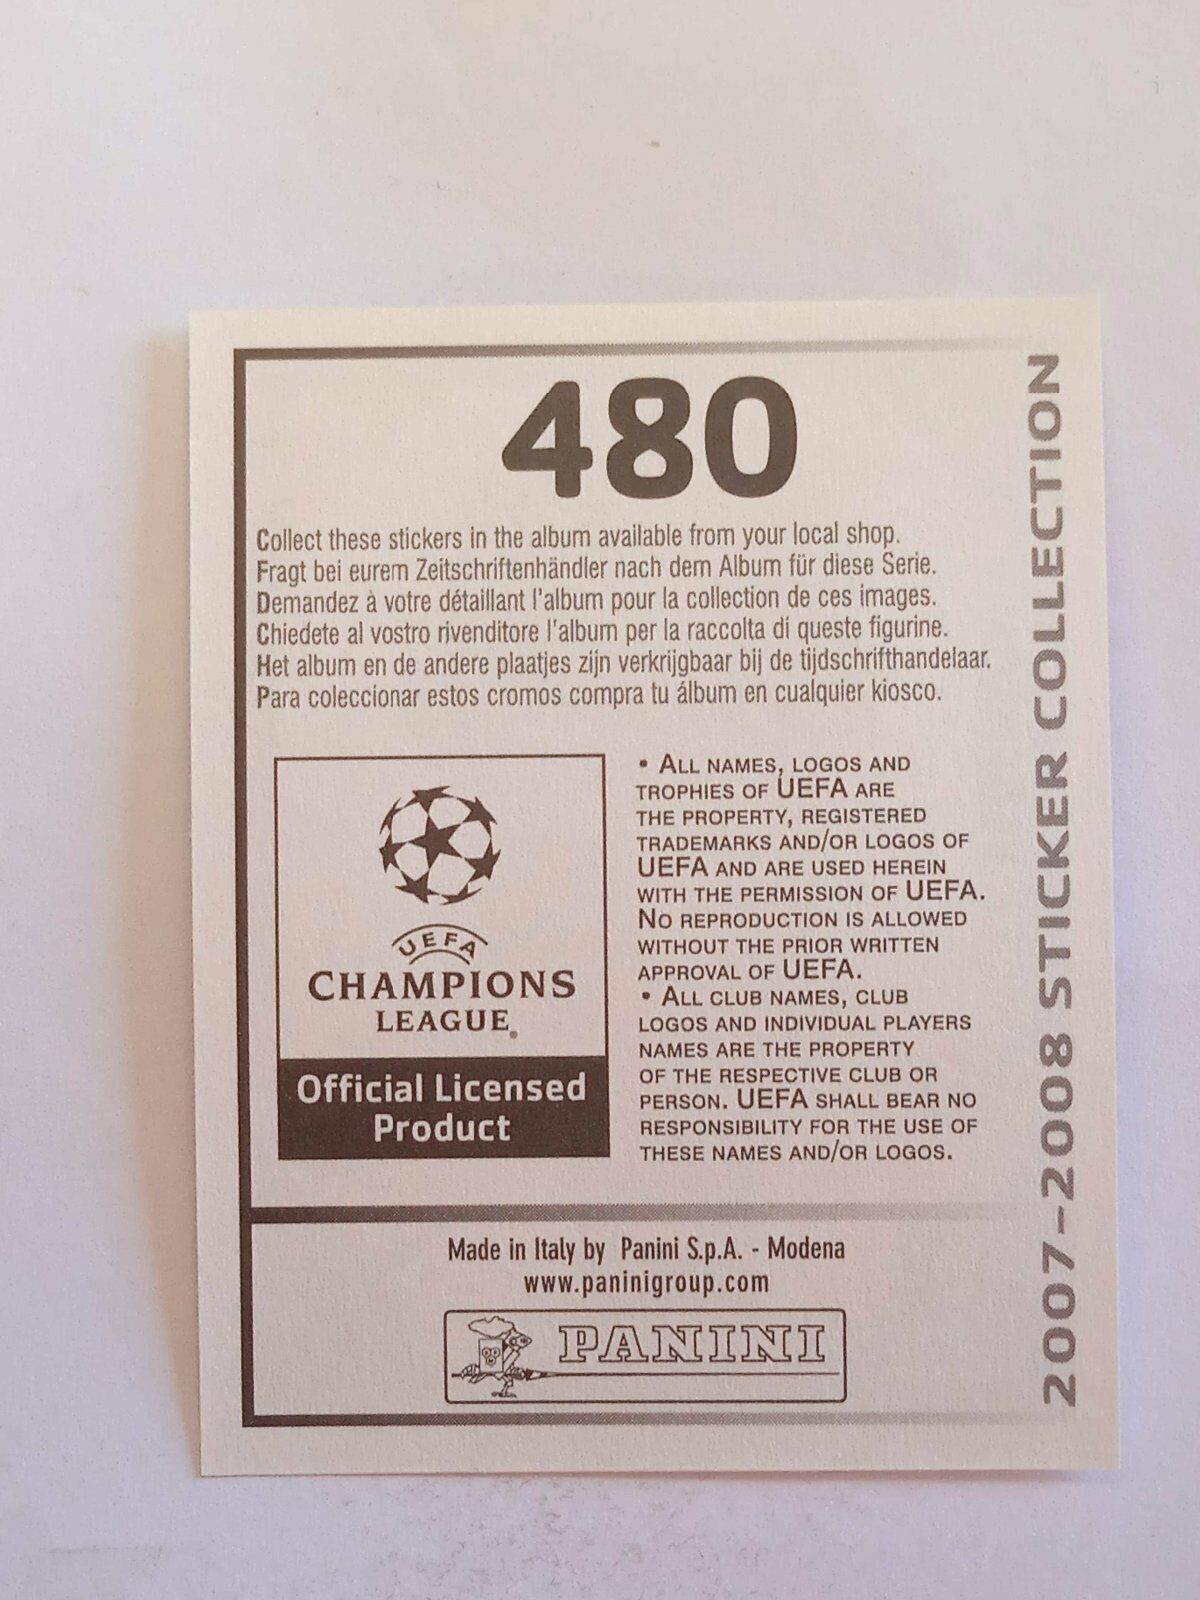 480
Collect these stickers in the album available from your local shop.
Fragt bei eurem Zeitschriftenhändler nach dem Album für diese Serie.
Demandez à votre détaillant l'album pour la collection de ces images.
Chiedete al vostro rivenditore l'album per la raccolta di queste figurine.
Het album en de andere plaatjes zijn verkrijgbaar bij de tijdschrifthandelaar.
Para coleccionar estos cromos compra tu álbum en cualquier kiosco.
UEFA
CHAMPIONS
LEAGUE
Official Licensed
Product
• ALL NAMES, LOGOS AND
TROPHIES OF UEFA ARE
THE PROPERTY, REGISTERED
TRADEMARKS AND/OR LOGOS OF
UEFA AND ARE USED HEREIN
WITH THE PERMISSION OF UEFA.
NO REPRODUCTION IS ALLOWED
WITHOUT THE PRIOR WRITTEN
APPROVAL OF UEFA.
• ALL CLUB NAMES, CLUB
LOGOS AND INDIVIDUAL PLAYERS
NAMES ARE THE PROPERTY
OF THE RESPECTIVE CLUB OR
PERSON. UEFA SHALL BEAR NO
RESPONSIBILITY FOR THE USE OF
THESE NAMES AND/OR LOGOS.
Made in Italy by Panini S.p.A. - Modena
www.paninigroup.com
PANINI
2007-2008 STICKER COLLECTION